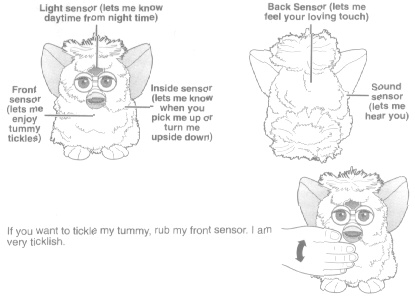 Light sensor (lets me know
daytime from night time)
Back Sensor (lets me
feel your loving touch)
Front
sensor
(lets me
enjoy
tummy
tickles)
Inside sensor
(lets me know
when you
pick me up or
turn me
upside down)
Sound
sensor
(lets me
hear you)
If you want to tickle my tummy, rub my front sensor. I am
very ticklish.